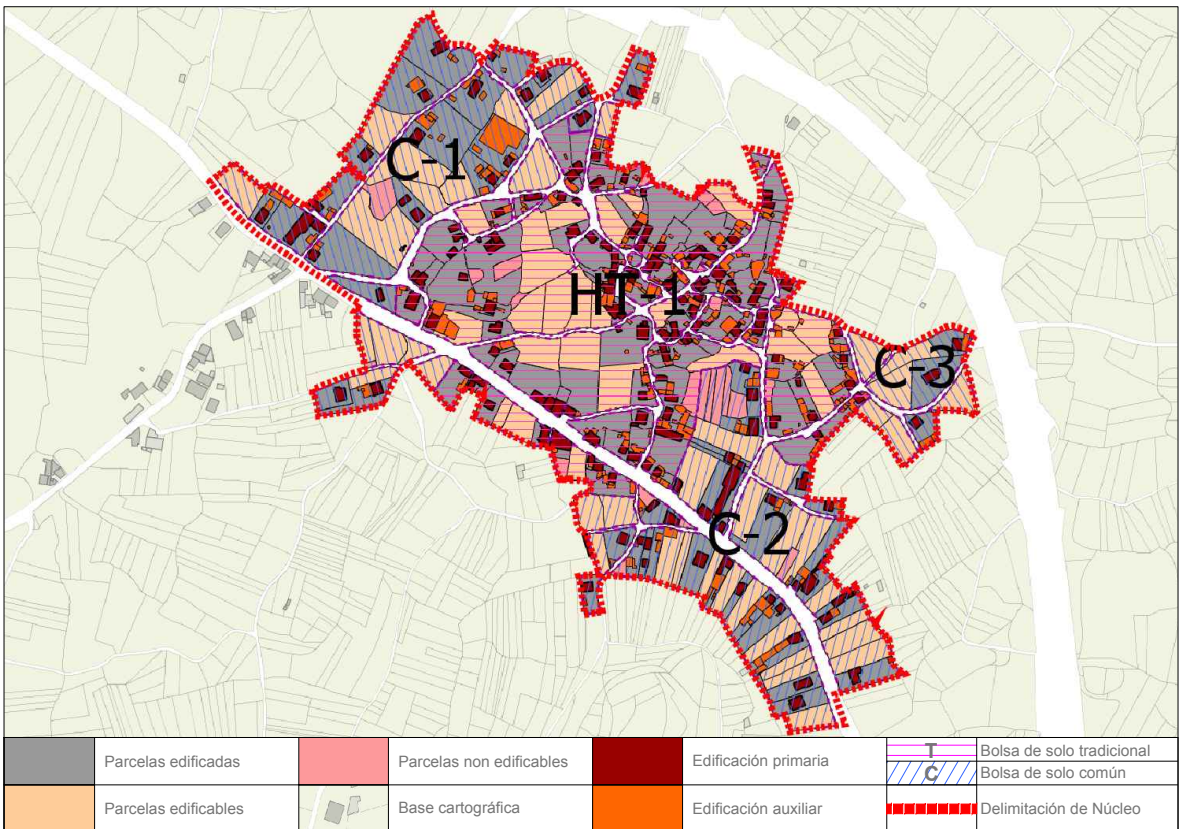 C-1
HT-1
C-3
C-2
Parcelas edificadas
Parcelas non edificables
Edificación primaria
T
Bolsa de solo tradicional
C
Bolsa de solo común
Parcelas edificables
Base cartográfica
Edificación auxiliar
Delimitación de Núcleo